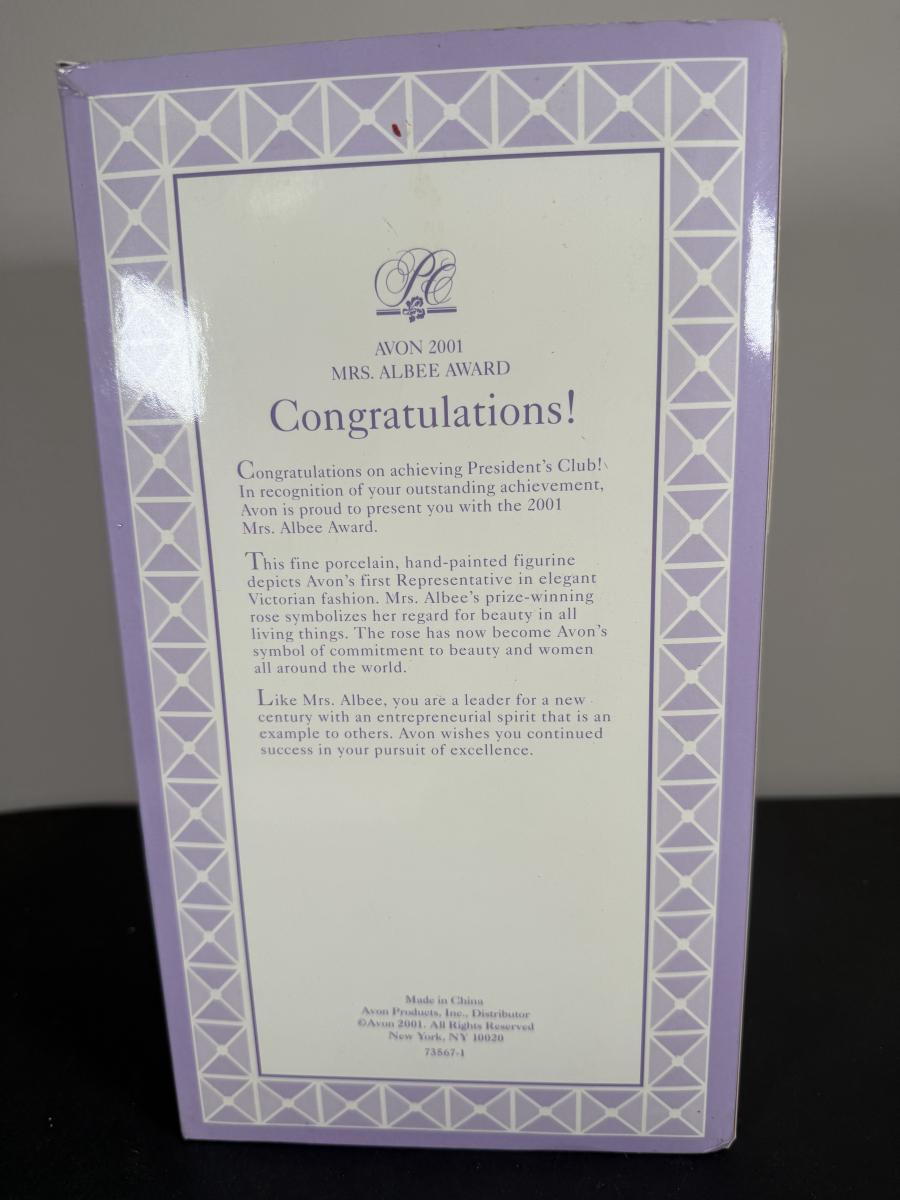 PC
AVON 2001
MRS. ALBEE AWARD
Congratulations!
Congratulations on achieving President's Club!
In recognition of your outstanding achievement,
Avon is proud to present you with the 2001
Mrs. Albee Award.
This fine porcelain, hand-painted figurine
depicts Avon's first Representative in elegant
Victorian fashion. Mrs. Albee's prize-winning
rose symbolizes her regard for beauty in all
living things. The rose has now become Avon's
symbol of commitment to beauty and women
all around the world.
Like Mrs. Albee, you are a leader for a new
century with an entrepreneurial spirit that is an
example to others. Avon wishes you continued
success in your pursuit of excellence.
Made in China
Avon Products, Inc., Distributor
©Avon 2001. All Rights Reserved
New York, NY 10020
73567-1